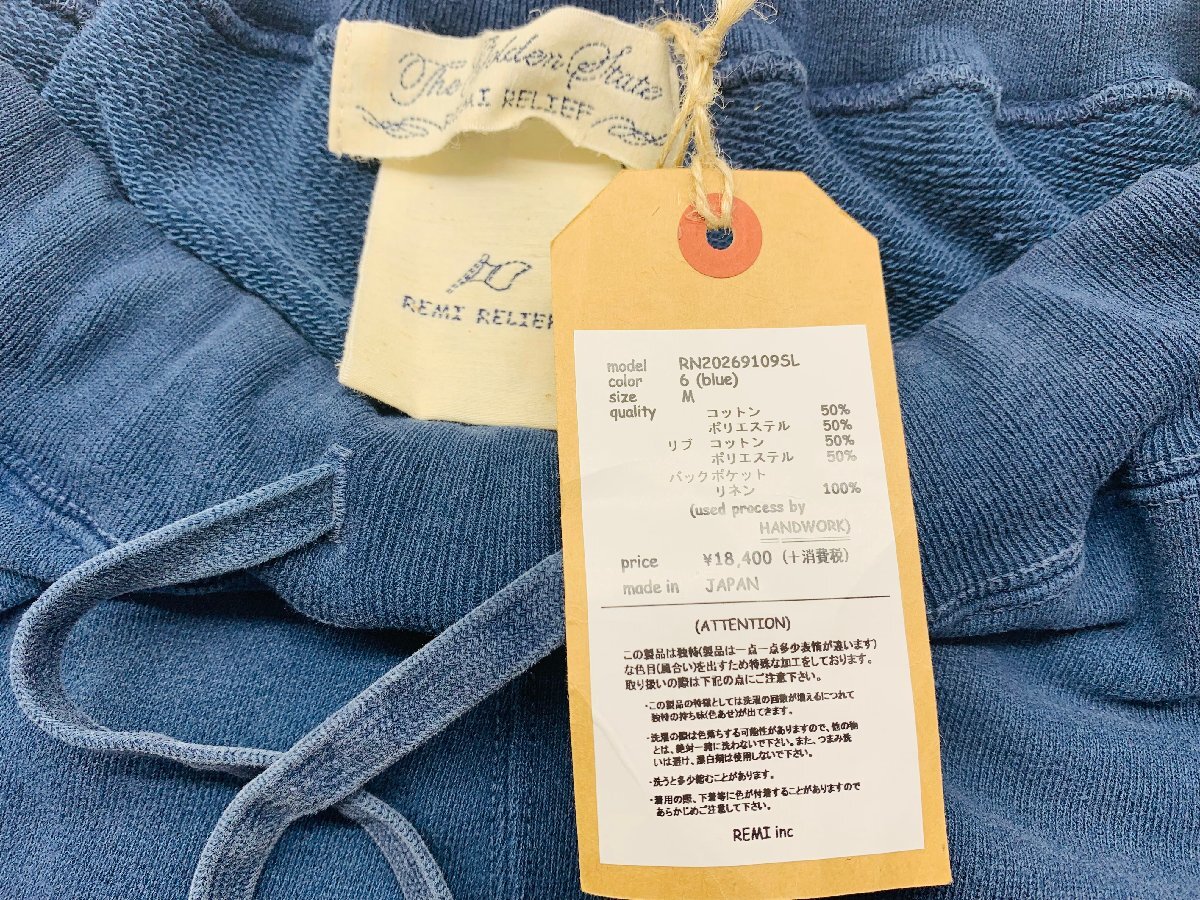 The Golden State
REMI RELIEF
REMI RELIEF
model RN20269109SL
color 6 (blue)
size M
quality コットン 50%
ポリエステル 50%
リブ コットン 50%
ポリエステル 50%
バックポケット
リネン 100%
(used process by
HANDWORK)
price ¥18,400 (+消費税)
made in JAPAN
(ATTENTION)
この製品は独特(製品は一点一点多少表情が違います)
な色目(風合い)を出すため特殊な加工をしております。
取り扱いの際は下記の点にご注意下さい。
・この製品の特徴としては洗濯の回数が増えるにつれて
独特の持ち味(色あせ)が出てきます。
・洗濯の際は色落ちする可能性がありますので、他の物
とは、絶対一緒に洗わないで下さい。また、つまみ洗
いは避け、漂白剤は使用しないで下さい。
・洗うと多少縮むことがあります。
・着用の際、下着等に色が付着することがありますので
あらかじめご注意して下さい。
REMI inc